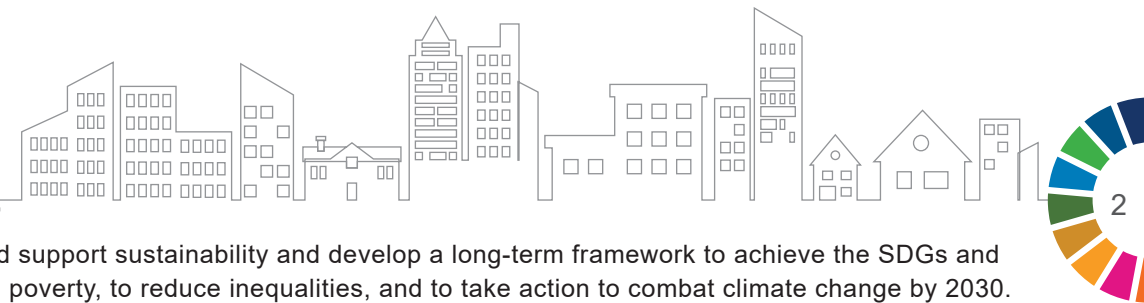 2
support sustainability and develop a long-term framework to achieve the SDGs and
poverty, to reduce inequalities, and to take action to combat climate change by 2030.